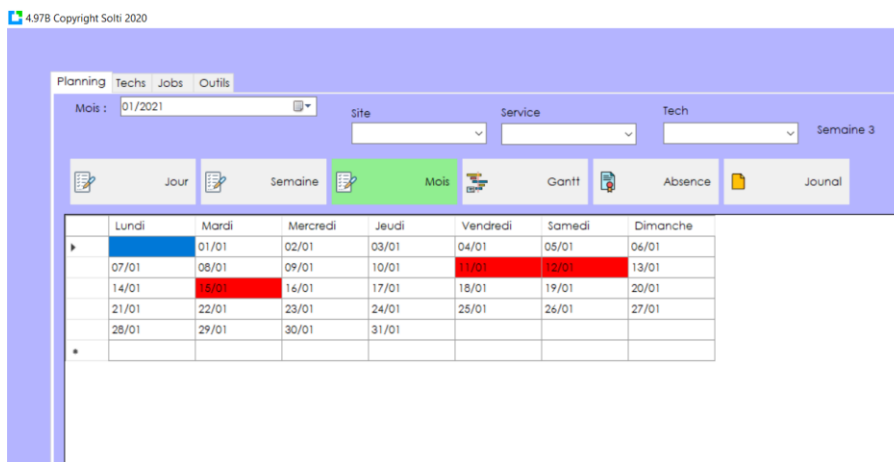 4.97B Copyright Solti 2020
Planning Techs Jobs Outils
Mois : 01/2021 Site Service Tech Semaine 3
Jour Semaine Mois Gantt Absence Jounal
Lundi Mardi Mercredi Jeudi Vendredi Samedi Dimanche
01/01 02/01 03/01 04/01 05/01 06/01
07/01 08/01 09/01 10/01 11/01 12/01 13/01
14/01 15/01 16/01 17/01 18/01 19/01 20/01
21/01 22/01 23/01 24/01 25/01 26/01 27/01
28/01 29/01 30/01 31/01